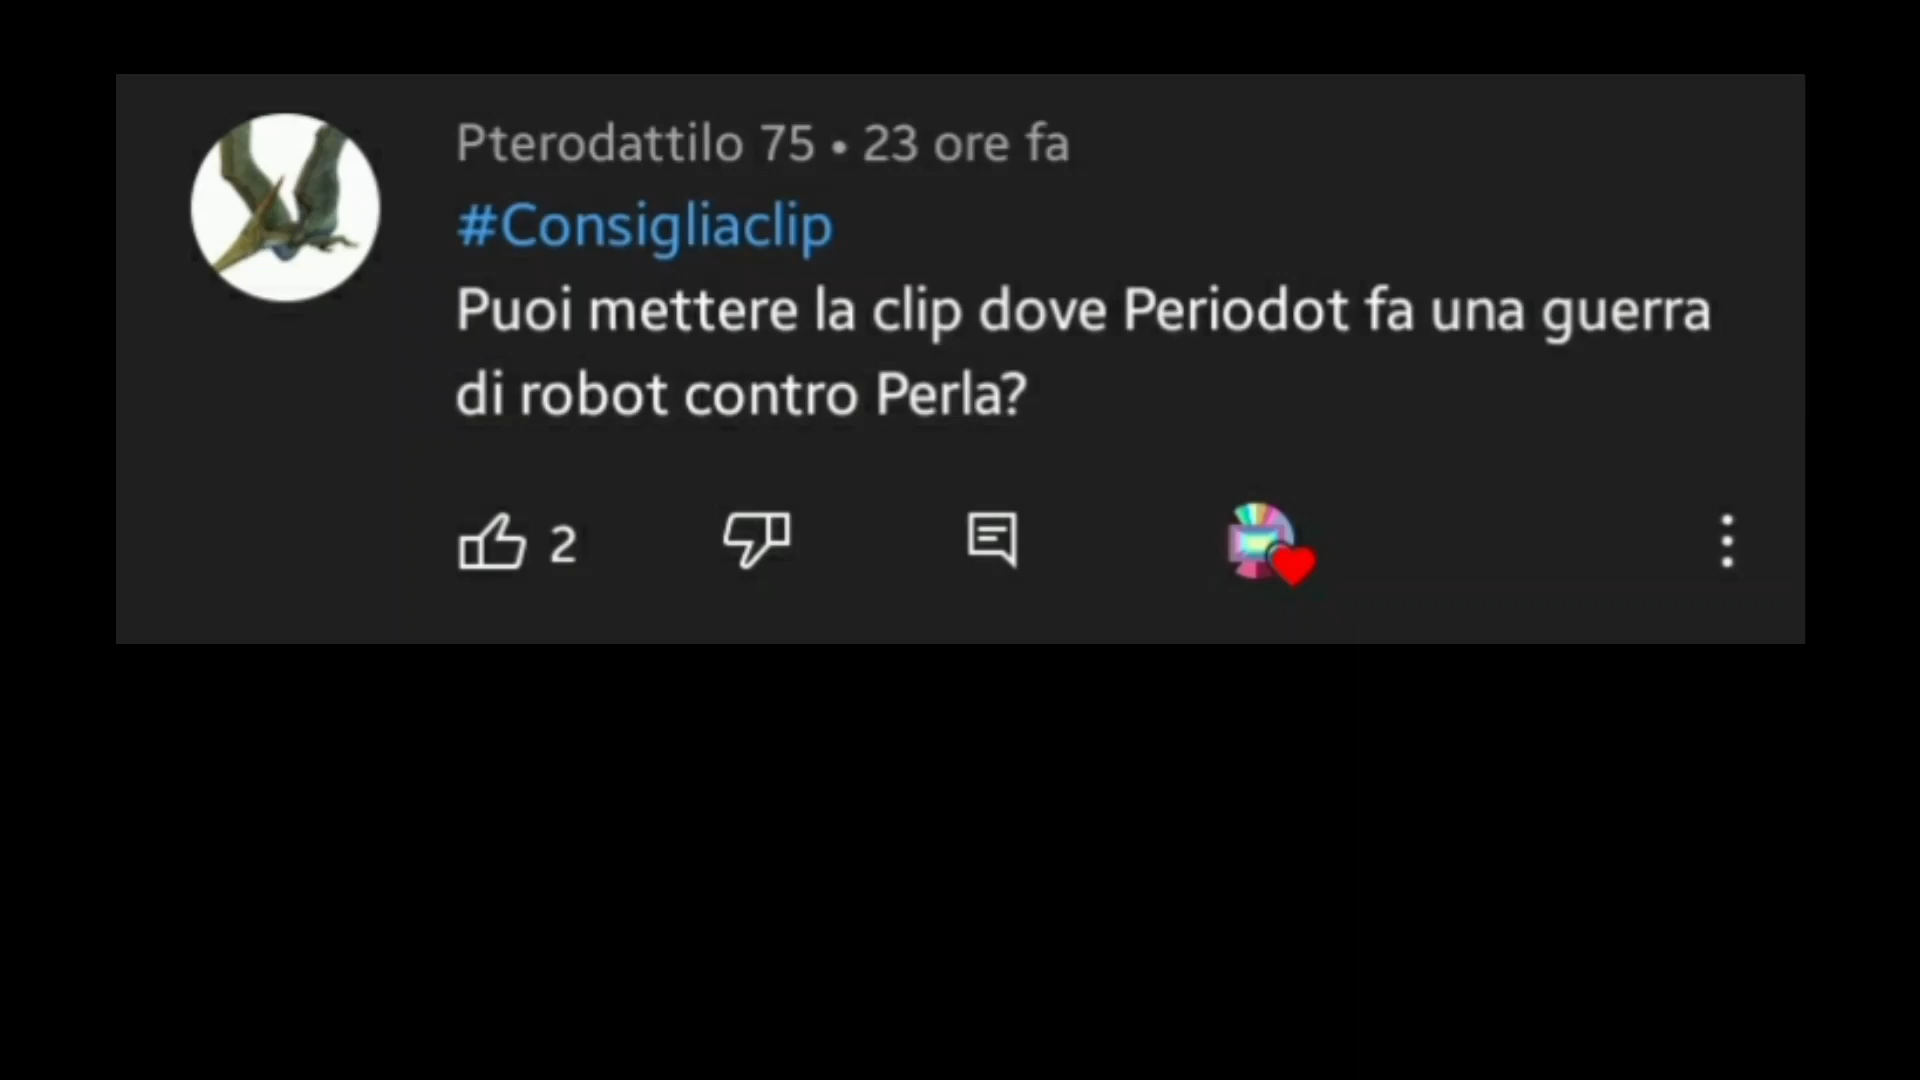 Pterodattilo 75 • 23 ore fa
#Consigliaclip
Puoi mettere la clip dove Periodot fa una guerra
di robot contro Perla?
2